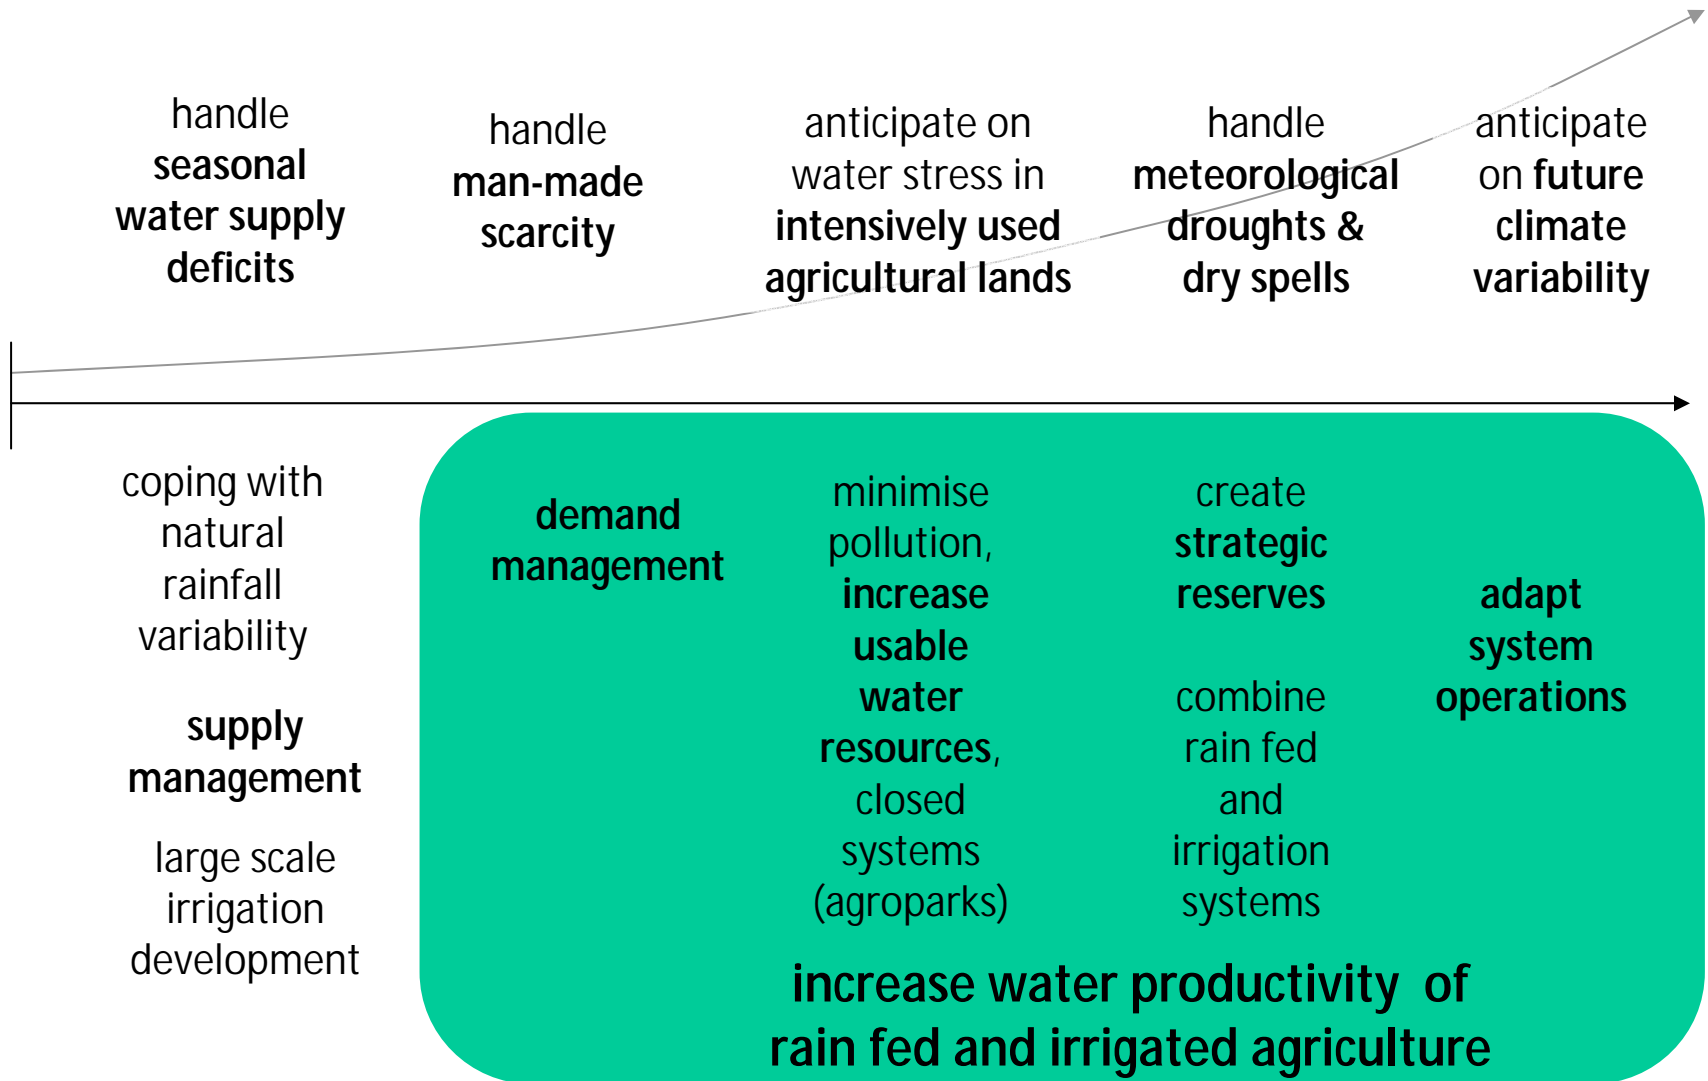 handle
seasonal
water supply
deficits
handle
man-made
scarcity
anticipate on
water stress in
intensively used
agricultural lands
handle
meteorological
droughts &
dry spells
anticipate
on future
climate
variability
coping with
natural
rainfall
variability
supply
management
large scale
irrigation
development
demand
management
minimise
pollution,
increase
usable
water
resources,
closed
systems
(agroparks)
create
strategic
reserves
combine
rain fed
and
irrigation
systems
adapt
system
operations
increase water productivity of
rain fed and irrigated agriculture